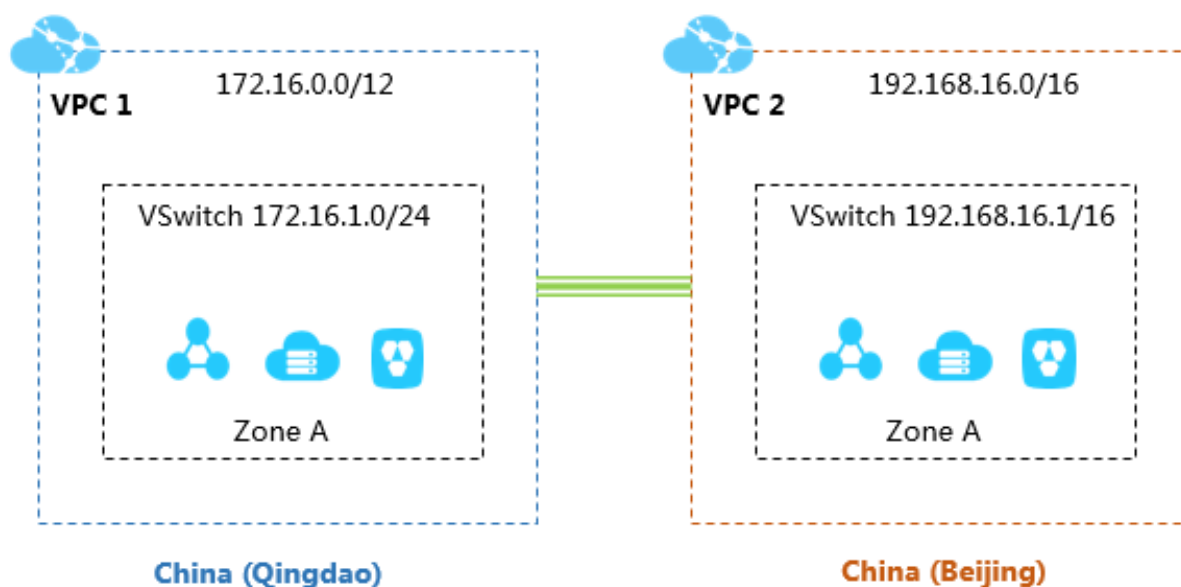 172.16.0.0/12
VPC 1
VSwitch 172.16.1.0/24
Zone A
China (Qingdao)
192.168.16.0/16
VPC 2
VSwitch 192.168.16.1/16
Zone A
China (Beijing)